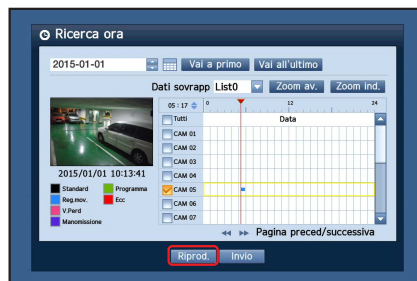 Ricerca ora
2015-01-01 Vai a primo Vai all'ultimo
Dati sovrapp List0 Zoom av. Zoom ind.
05 : 17 0 12 24
Tutti Data
CAM 01
CAM 02
CAM 03
CAM 04
CAM 05
CAM 06
CAM 07
2015/01/01 10:13:41
Standard Programma
Reg.mov. Ecc
V.Perd
Manomissione
Pagina preced/successiva
Riprod. Invio